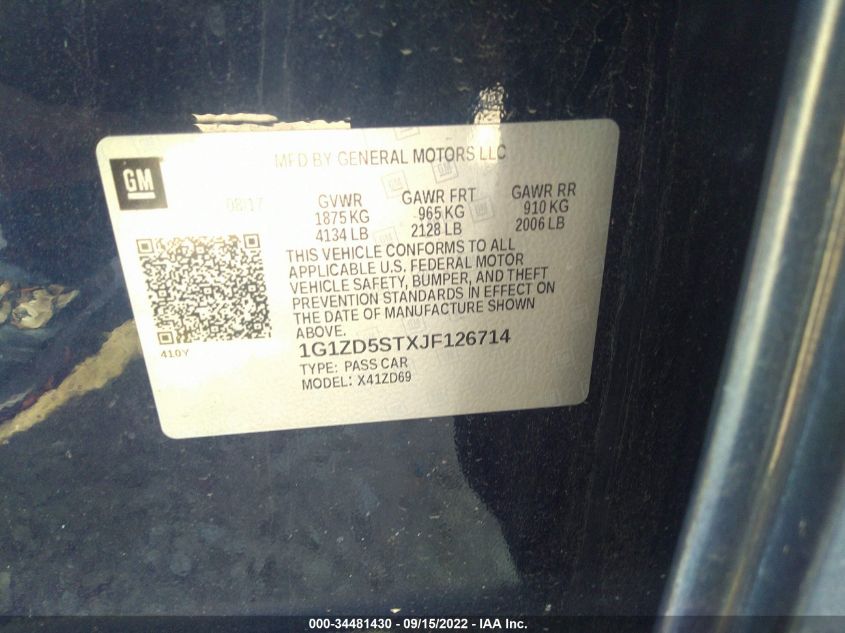 MFD BY GENERAL MOTORS LLC
GM
08/17
GVWR
1875 KG
4134 LB
GAWR FRT
965 KG
2128 LB
GAWR RR
910 KG
2006 LB
THIS VEHICLE CONFORMS TO ALL
APPLICABLE U.S. FEDERAL MOTOR
VEHICLE SAFETY, BUMPER, AND THEFT
PREVENTION STANDARDS IN EFFECT ON
THE DATE OF MANUFACTURE SHOWN
ABOVE.
410Y
1G1ZD5STXJF126714
TYPE: PASS CAR
MODEL: X41ZD69
000-34481430 - 09/15/2022 - IAA Inc.